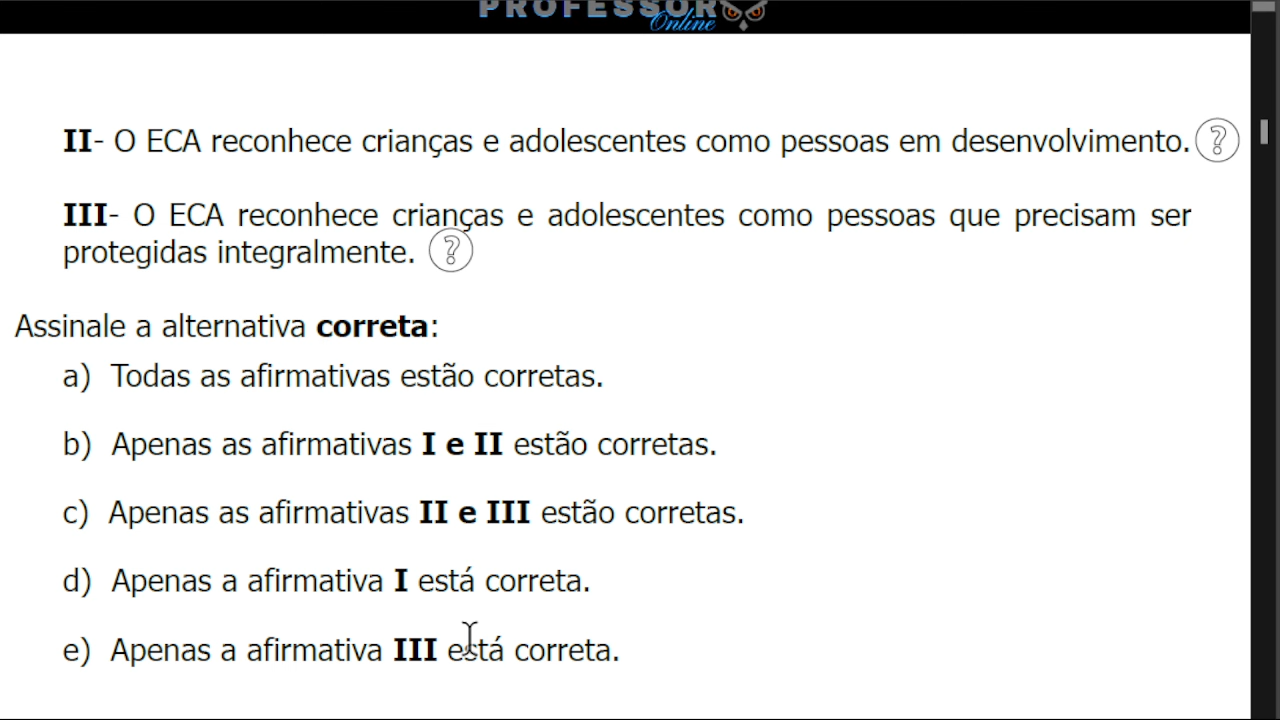 PROFESSOR
Online
II- O ECA reconhece crianças e adolescentes como pessoas em desenvolvimento. ?
III- O ECA reconhece crianças e adolescentes como pessoas que precisam ser
protegidas integralmente. ?
Assinale a alternativa correta:
a) Todas as afirmativas estão corretas.
b) Apenas as afirmativas I e II estão corretas.
c) Apenas as afirmativas II e III estão corretas.
d) Apenas a afirmativa I está correta.
e) Apenas a afirmativa III está correta.